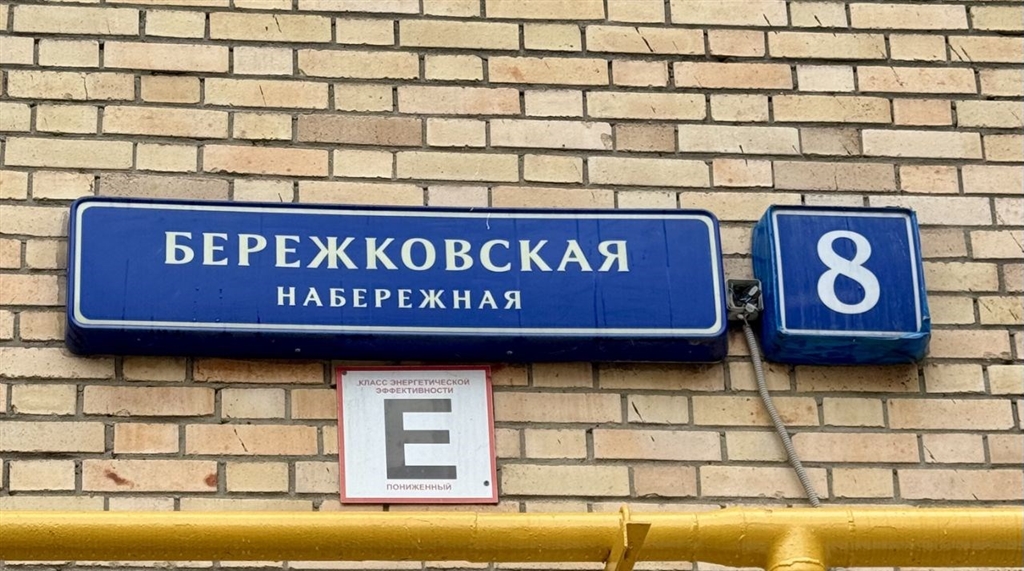 БЕРЕЖКОВСКАЯ
НАБЕРЕЖНАЯ
8
КЛАСС ЭНЕРГЕТИЧЕСКОЙ
ЭФФЕКТИВНОСТИ
E
ПОНИЖЕННЫЙ